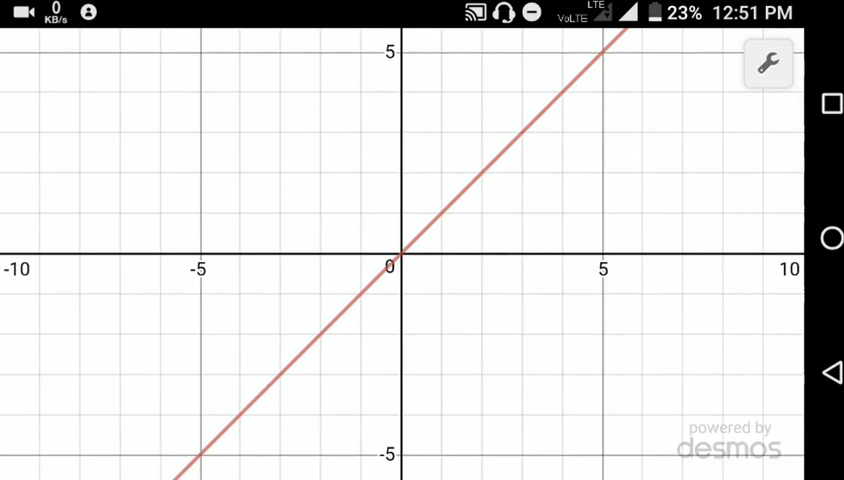 0
KB/s
VoLTE
LTE
23% 12:51 PM
5
-10
-5
0
5
10
-5
powered by
desmos